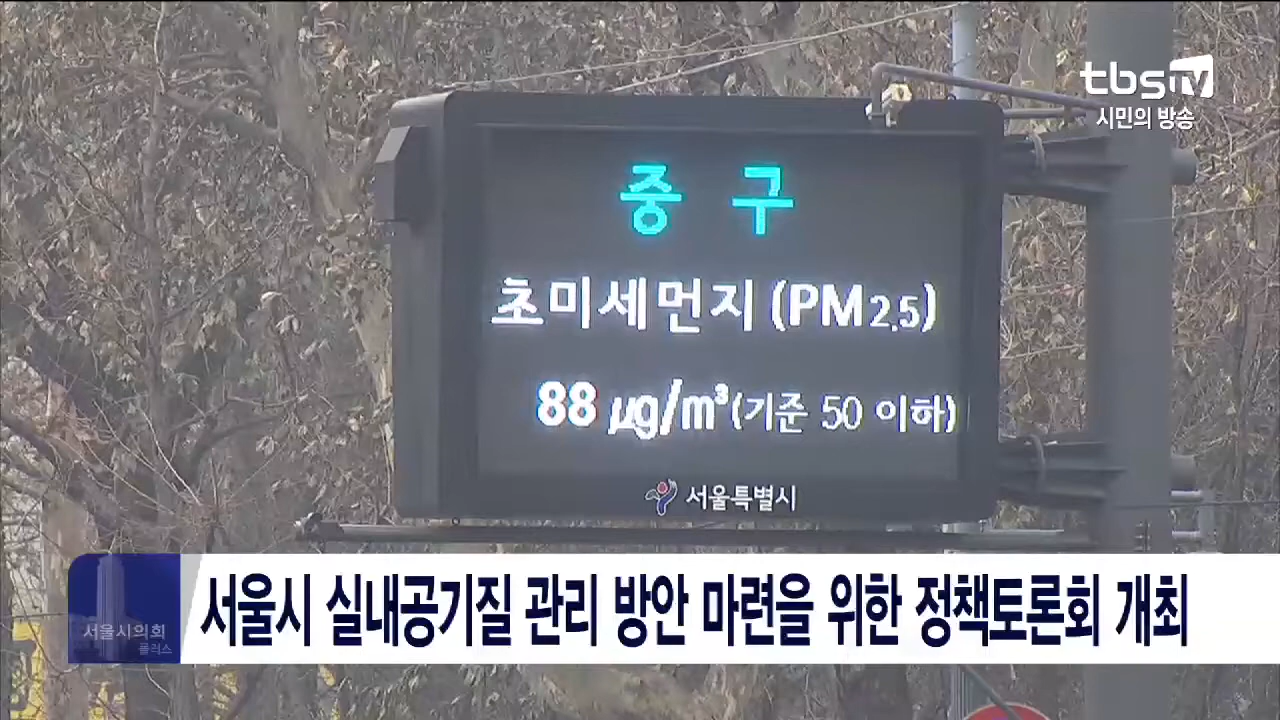 tbsTV
시민의 방송
중 구
초미세먼지 (PM 2.5)
88 µg/m³ (기준 50 이하)
서울특별시
서울시의회
플러스
서울시 실내공기질 관리 방안 마련을 위한 정책토론회 개최